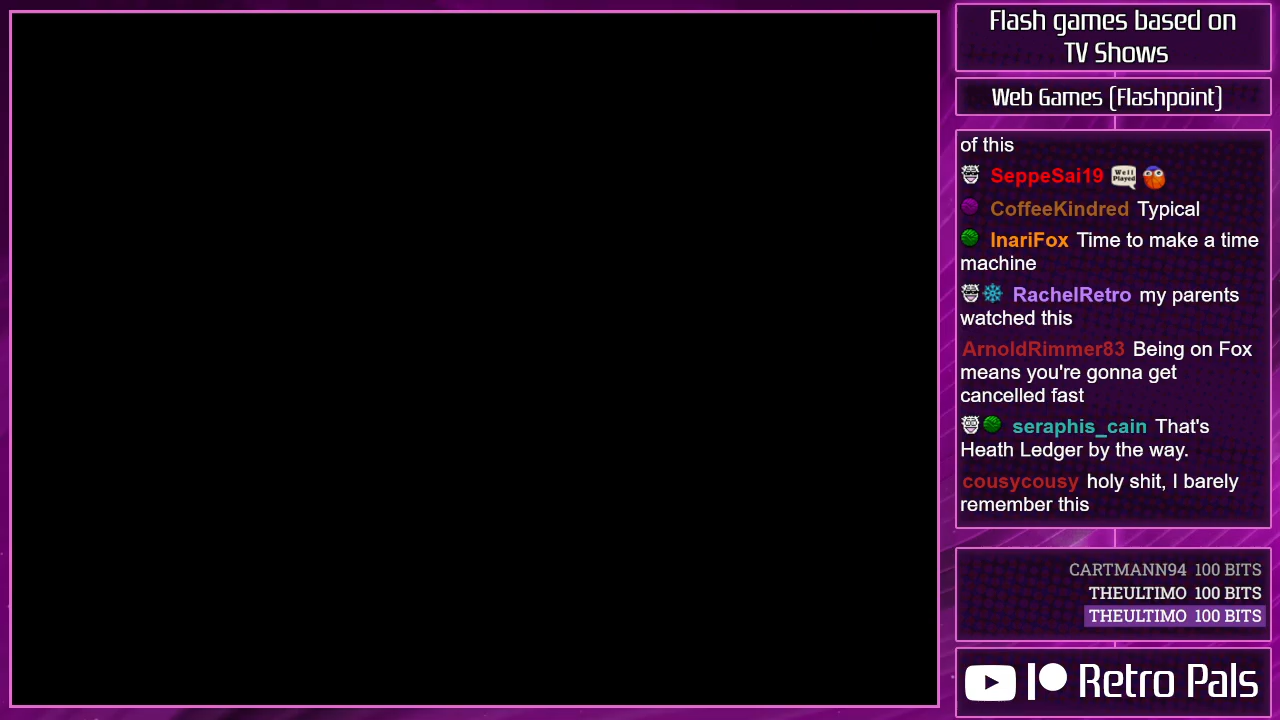 Flash games based on
TV Shows
Web Games (Flashpoint)
of this
SeppeSai19 Well Played
CoffeeKindred Typical
InariFox Time to make a time
machine
RachelRetro my parents
watched this
ArnoldRimmer83 Being on Fox
means you're gonna get
cancelled fast
seraphis_cain That's
Heath Ledger by the way.
cousycousy holy shit, I barely
remember this
CARTMANN94 100 BITS
THEULTIMO 100 BITS
THEULTIMO 100 BITS
Retro Pals